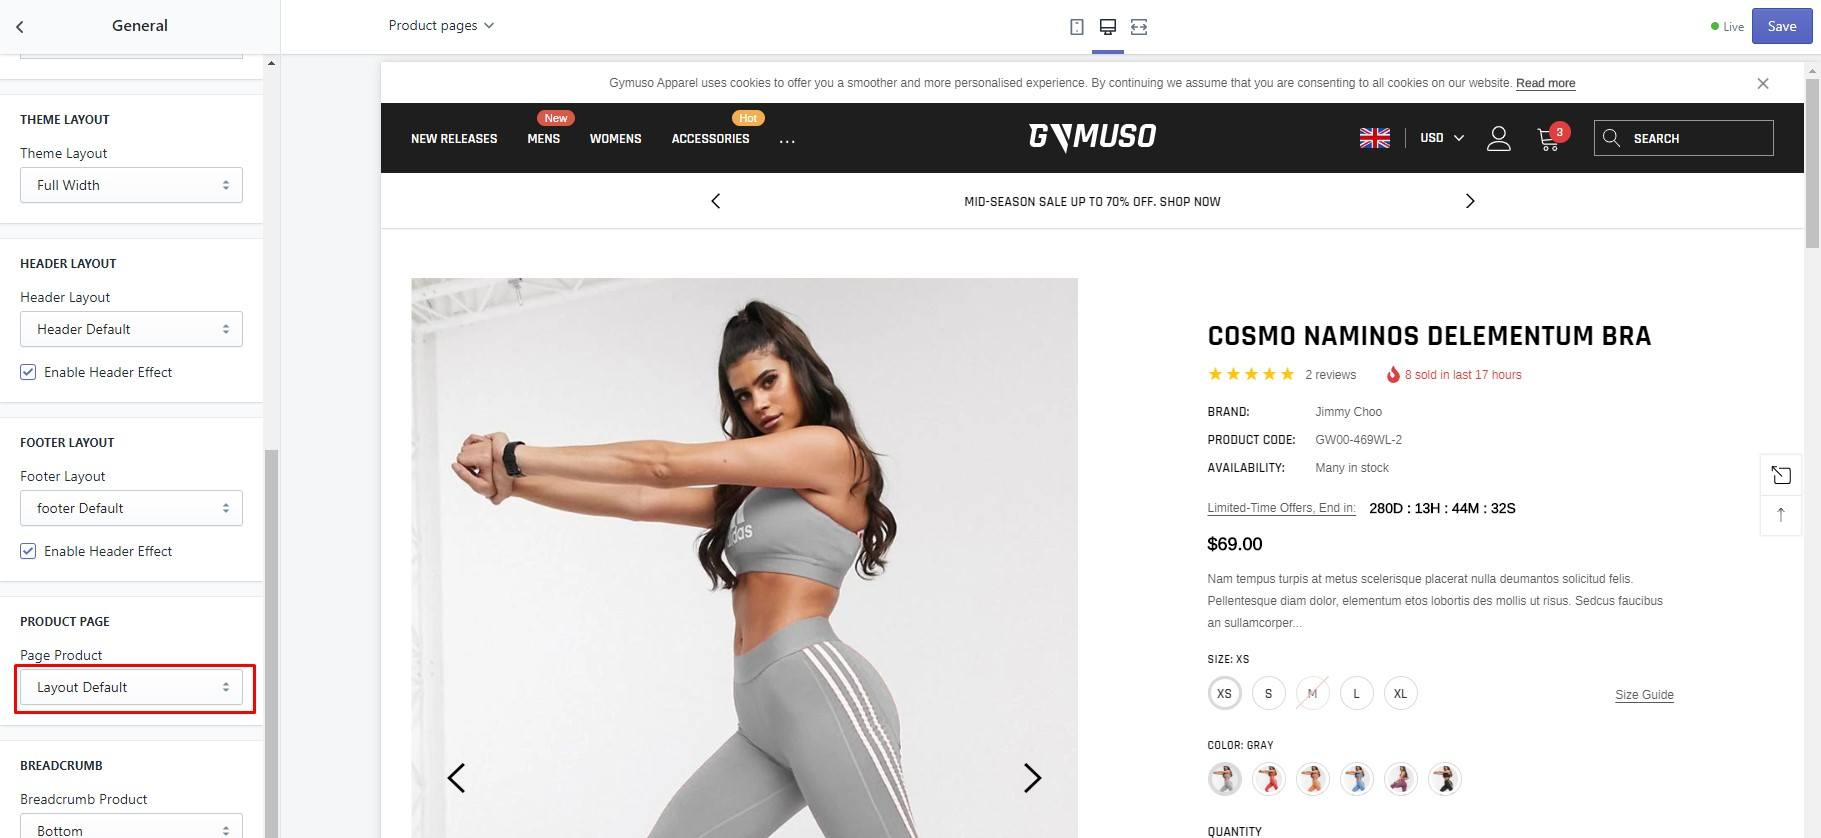 General
Product pages
Live
Save
THEME LAYOUT
Theme Layout
Full Width
HEADER LAYOUT
Header Layout
Header Default
Enable Header Effect
FOOTER LAYOUT
Footer Layout
footer Default
Enable Header Effect
PRODUCT PAGE
Page Product
Layout Default
BREADCRUMB
Breadcrumb Product
Bottom
Gymuso Apparel uses cookies to offer you a smoother and more personalised experience. By continuing we assume that you are consenting to all cookies on our website. Read more
New Hot
NEW RELEASES MENS WOMENS ACCESSORIES ...
GYMUSO
USD
3
SEARCH
MID-SEASON SALE UP TO 70% OFF. SHOP NOW
adidas
COSMO NAMINOS DELEMENTUM BRA
2 reviews 8 sold in last 17 hours
BRAND: Jimmy Choo
PRODUCT CODE: GW00-469WL-2
AVAILABILITY: Many in stock
Limited-Time Offers, End in: 280D : 13H : 44M : 32S
$69.00
Nam tempus turpis at metus scelerisque placerat nulla deumantos solicitud felis.
Pellentesque diam dolor, elementum etos lobortis des mollis ut risus. Sedcus faucibus
an sullamcorper...
SIZE: XS
XS S M L XL
Size Guide
COLOR: GRAY
QUANTITY